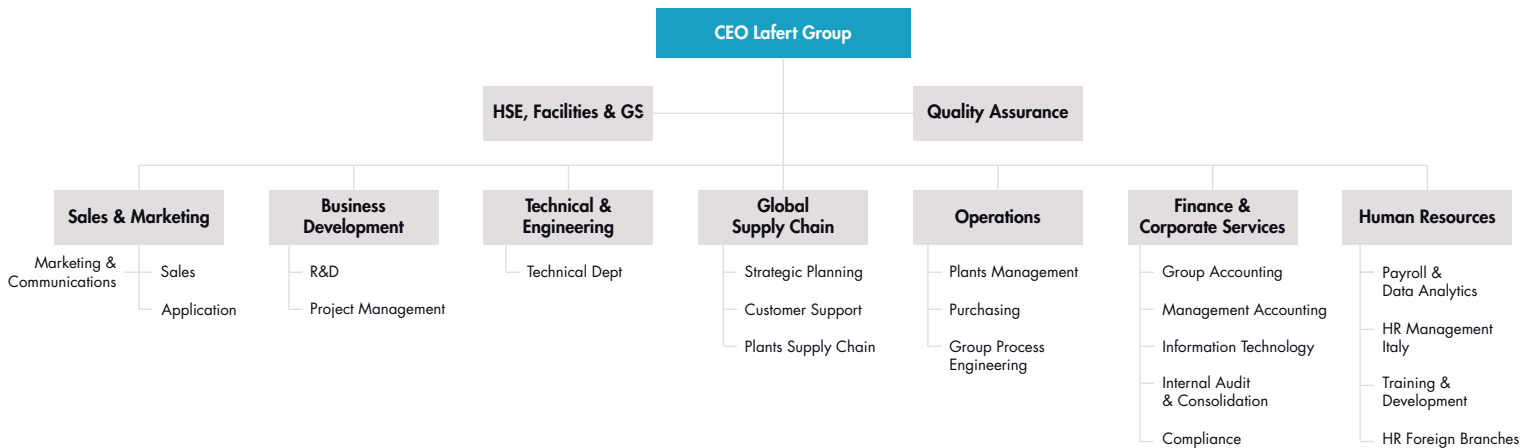 CEO Lafert Group
HSE, Facilities & GS
Quality Assurance
Sales & Marketing
Marketing &
Communications
Sales
Application
Business
Development
R&D
Project Management
Technical &
Engineering
Technical Dept
Global
Supply Chain
Strategic Planning
Customer Support
Plants Supply Chain
Operations
Plants Management
Purchasing
Group Process
Engineering
Finance &
Corporate Services
Group Accounting
Management Accounting
Information Technology
Internal Audit
& Consolidation
Compliance
Human Resources
Payroll &
Data Analytics
HR Management
Italy
Training &
Development
HR Foreign Branches